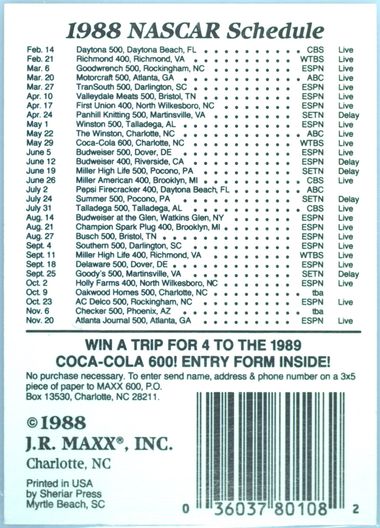 1988 NASCAR Schedule
Feb. 14 Daytona 500, Daytona Beach, FL . . . . . . . . . . CBS Live
Feb. 21 Richmond 400, Richmond, VA . . . . . . . . . . WTBS Live
Mar. 6 Goodwrench 500, Rockingham, NC . . . . . . . . . ESPN Live
Mar. 20 Motorcraft 500, Atlanta, GA . . . . . . . . . . ABC Live
Mar. 27 TranSouth 500, Darlington, SC . . . . . . . . . . ESPN Live
Apr. 10 Valleydale Meats 500, Bristol, TN . . . . . . . . . ESPN Live
Apr. 17 First Union 400, North Wilkesboro, NC . . . . . . . ESPN Live
Apr. 24 Panhill Knitting 500, Martinsville, VA . . . . . . . . SETN Delay
May 1 Winston 500, Talladega, AL . . . . . . . . . . ESPN Live
May 22 The Winston, Charlotte, NC . . . . . . . . . . ABC Live
May 29 Coca-Cola 600, Charlotte, NC . . . . . . . . . . WTBS Live
June 5 Budweiser 500, Dover, DE . . . . . . . . . . ESPN Live
June 12 Budweiser 400, Riverside, CA . . . . . . . . . . ESPN Delay
June 19 Miller High Life 500, Pocono, PA . . . . . . . . . SETN Delay
June 26 Miller American 400, Brooklyn, MI . . . . . . . . . CBS Live
July 2 Pepsi Firecracker 400, Daytona Beach, FL . . . . . . ABC
July 24 Summer 500, Pocono, PA . . . . . . . . . . SETN Delay
July 31 Talladega 500, Talladega, AL . . . . . . . . . . CBS Live
Aug. 14 Budweiser at the Glen, Watkins Glen, NY . . . . . . . ESPN Live
Aug. 21 Champion Spark Plug 400, Brooklyn, MI . . . . . . . ESPN Live
Aug. 27 Busch 500, Bristol, TN . . . . . . . . . . ESPN Live
Sept. 4 Southern 500, Darlington, SC . . . . . . . . . . ESPN Live
Sept. 11 Miller High Life 400, Richmond, VA . . . . . . . . WTBS Live
Sept. 18 Delaware 500, Dover, DE . . . . . . . . . . ESPN Live
Sept. 25 Goody's 500, Martinsville, VA . . . . . . . . . . SETN Delay
Oct. 2 Holly Farms 400, North Wilkesboro, NC . . . . . . . ESPN Live
Oct. 9 Oakwood Homes 500, Charlotte, NC . . . . . . . . tba
Oct. 23 AC Delco 500, Rockingham, NC . . . . . . . . . ESPN Live
Nov. 6 Checker 500, Phoenix, AZ . . . . . . . . . . tba
Nov. 20 Atlanta Journal 500, Atlanta, GA . . . . . . . . . ESPN Live
WIN A TRIP FOR 4 TO THE 1989
COCA-COLA 600! ENTRY FORM INSIDE!
No purchase necessary. To enter send name, address & phone number on a 3x5
piece of paper to MAXX 600, P.O.
Box 13530, Charlotte, NC 28211.
©1988
J.R. MAXX®, INC.
Charlotte, NC
Printed in USA
by Sheriar Press
Myrtle Beach, SC
0 36037 80108 2